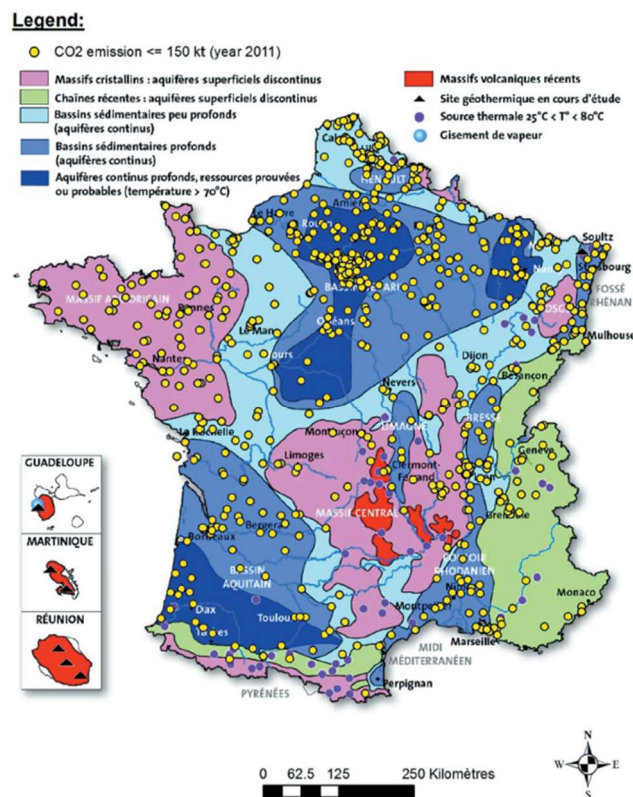 Legend:
CO2 emission <= 150 kt (year 2011)
Massifs cristallins : aquifères superficiels discontinus
Chaînes récentes : aquifères superficiels discontinus
Bassins sédimentaires peu profonds
(aquifères continus)
Bassins sédimentaires profonds
(aquifères continus)
Aquifères continus profonds, ressources prouvées
ou probables (température > 70°C)
Massifs volcaniques récents
Site géothermique en cours d'étude
Source thermale 25°C < T° < 80°C
Gisement de vapeur
Le Havre
Amiens
Soultz
Strasbourg
FOSSÉ
RHÉNAN
Rennes
Orléans
Le Mans
Mulhouse
Nantes
Tours
Dijon
Besançon
Nevers
BRESSE
La Rochelle
LIMAGNE
Montluçon
Genève
Limoges
Clermont-
Ferrand
MASSIF CENTRAL
Grenoble
Bordeaux
Bergerac
BASSIN
AQUITAIN
RHODANIEN
Monaco
Dax
Toulouse
Tarbes
Marseille
MIDI
MÉDITERRANÉEN
PYRÉNÉES
Perpignan
GUADELOUPE
MARTINIQUE
RÉUNION
N
W E
S
0 62.5 125 250 Kilomètres